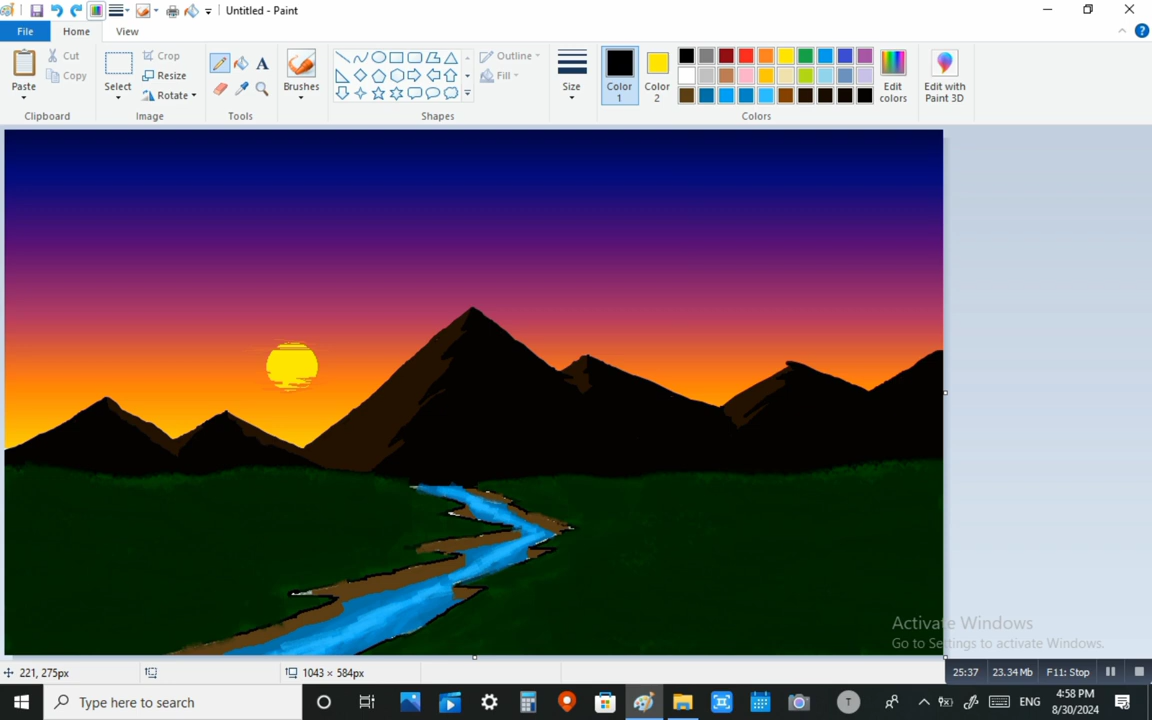 Untitled - Paint
File
Home
View
Paste
Cut
Copy
Clipboard
Select
Crop
Resize
Rotate
Image
A
Tools
Brushes
Outline
Fill
Shapes
Size
Color
1
Color
2
Edit
colors
Colors
Edit with
Paint 3D
Activate Windows
Go to Settings to activate Windows.
221, 275px
1043 × 584px
25:37
23.34 Mb
F11: Stop
Type here to search
T
ENG
4:58 PM
8/30/2024